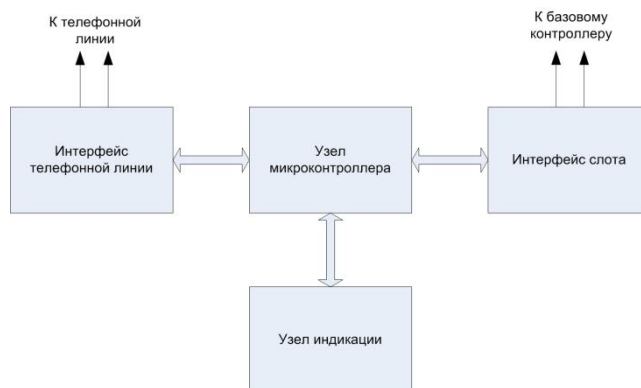 К телефонной
линии
К базовому
контроллеру
Интерфейс
телефонной линии
Узел
микроконтроллера
Интерфейс слота
Узел индикации